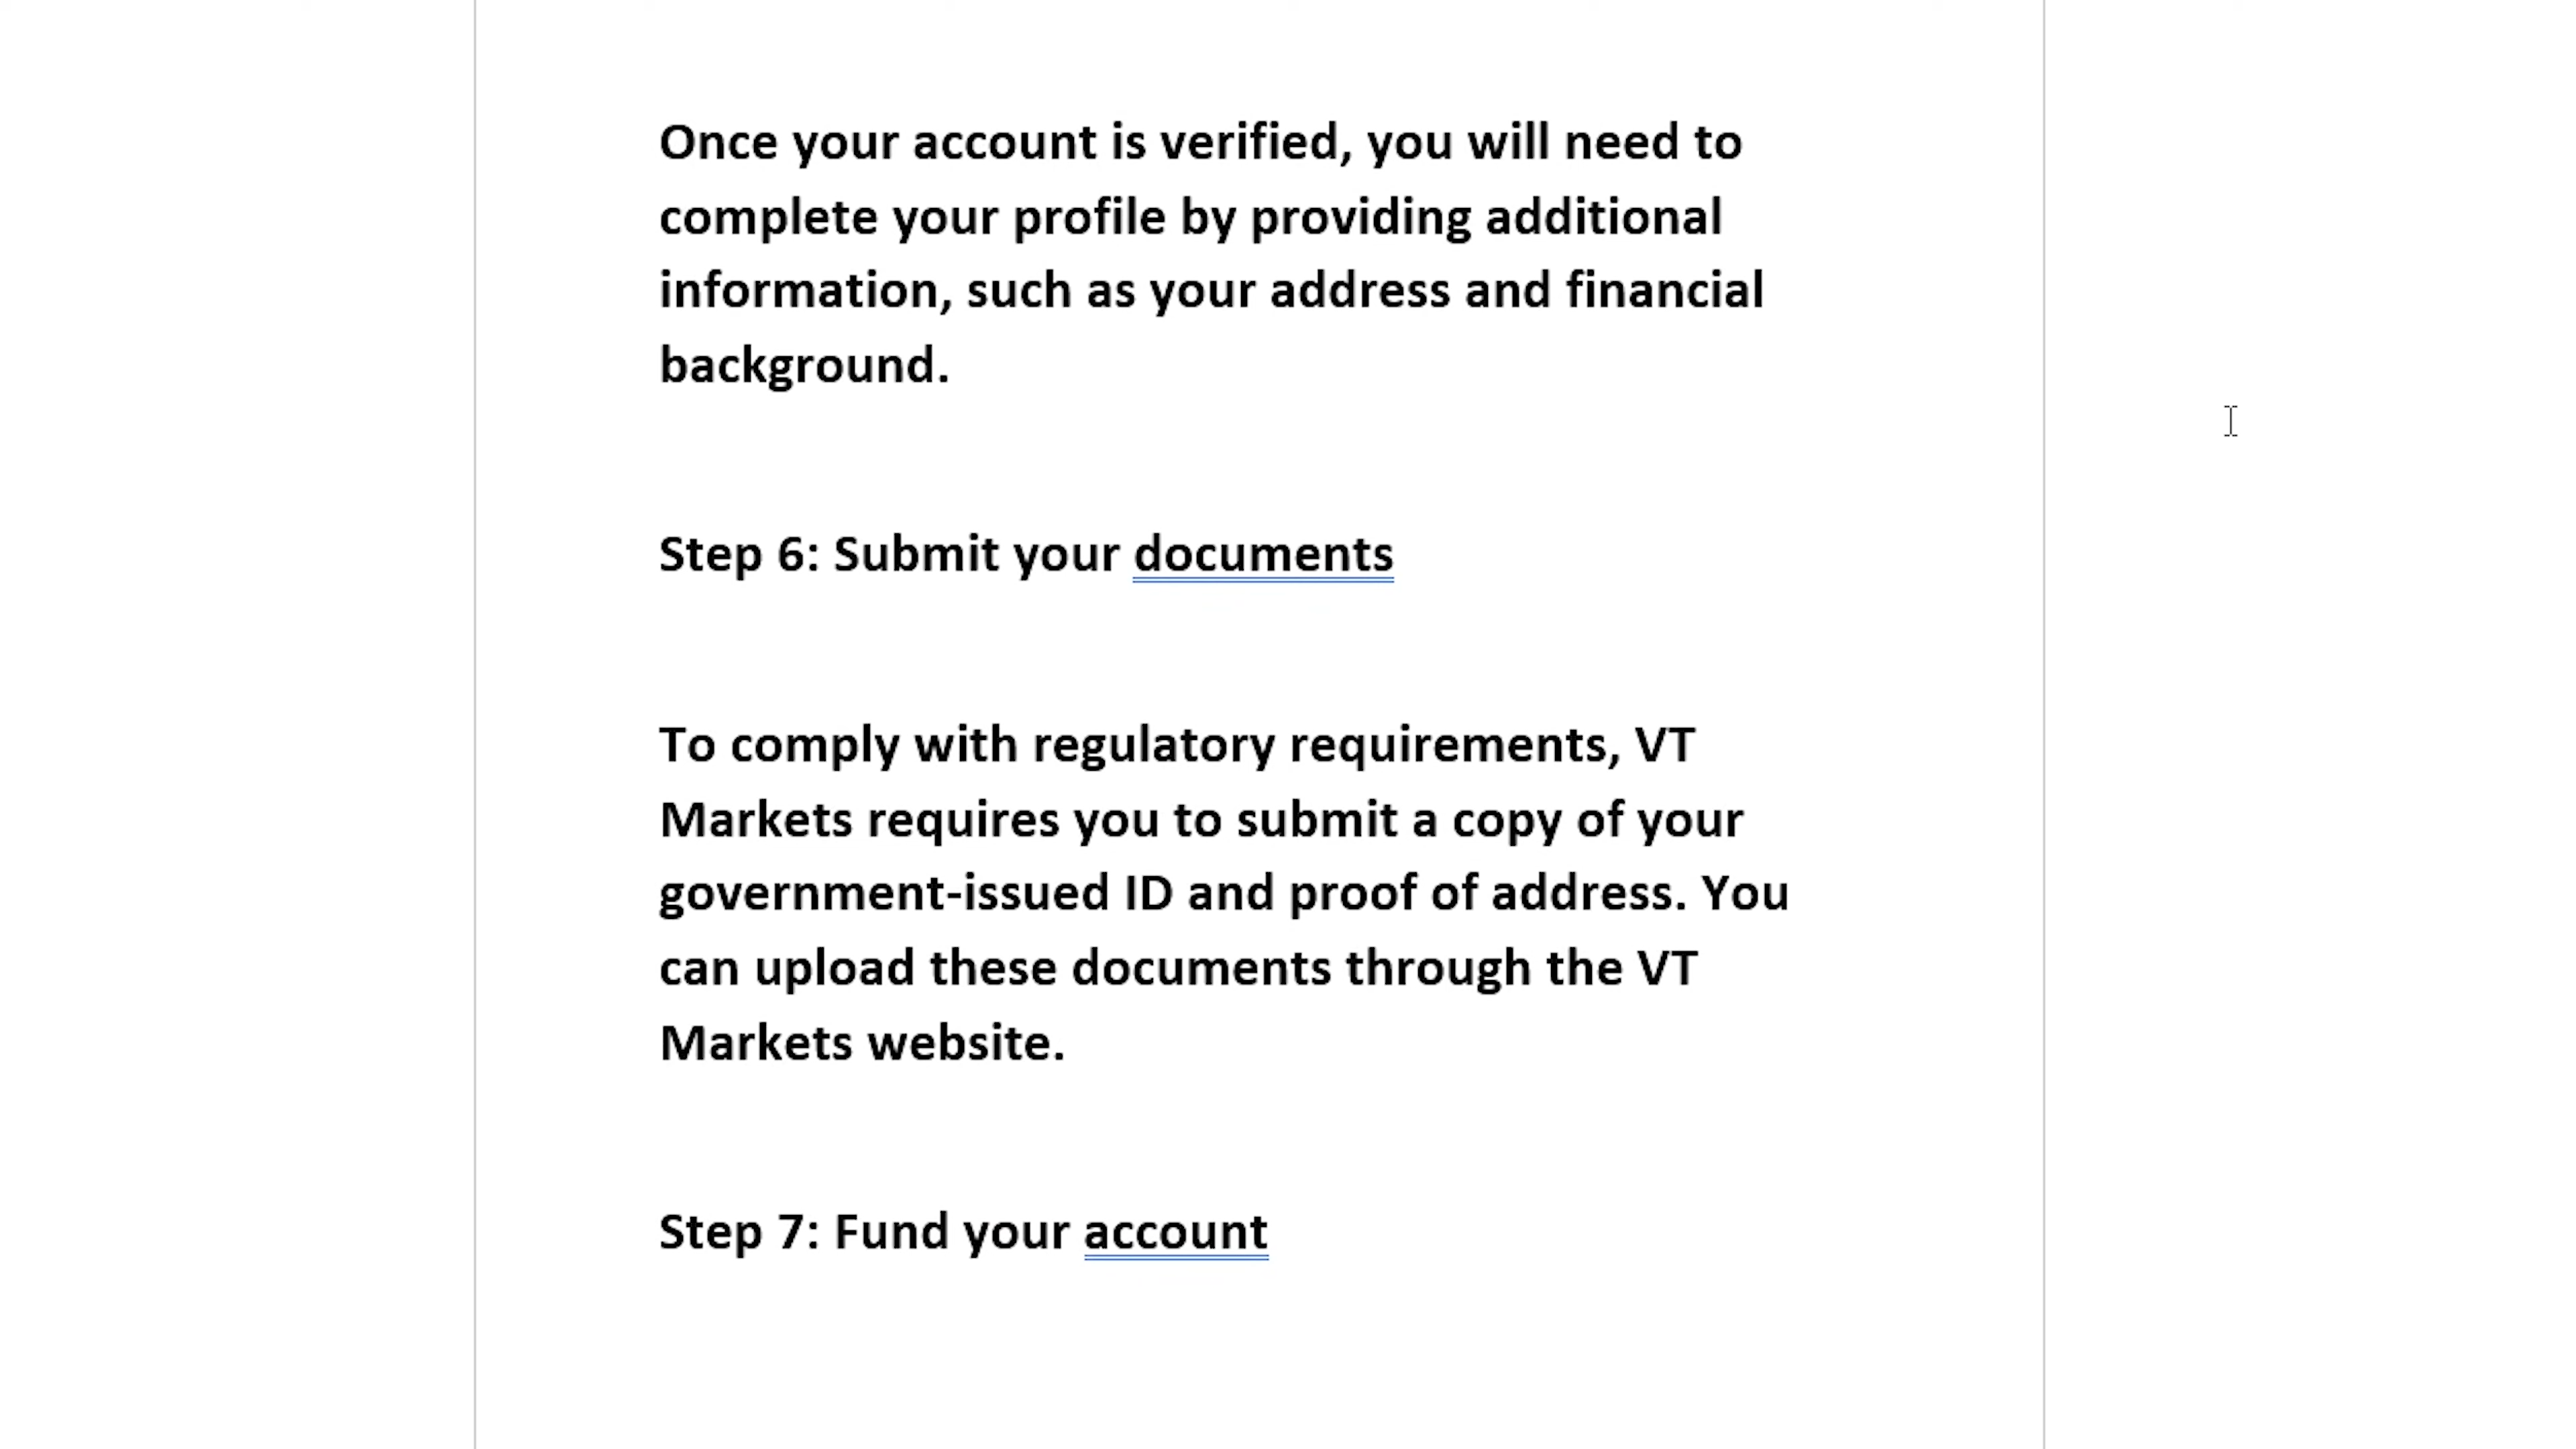 Once your account is verified, you will need to
complete your profile by providing additional
information, such as your address and financial
background.
Step 6: Submit your documents
To comply with regulatory requirements, VT
Markets requires you to submit a copy of your
government-issued ID and proof of address. You
can upload these documents through the VT
Markets website.
Step 7: Fund your account